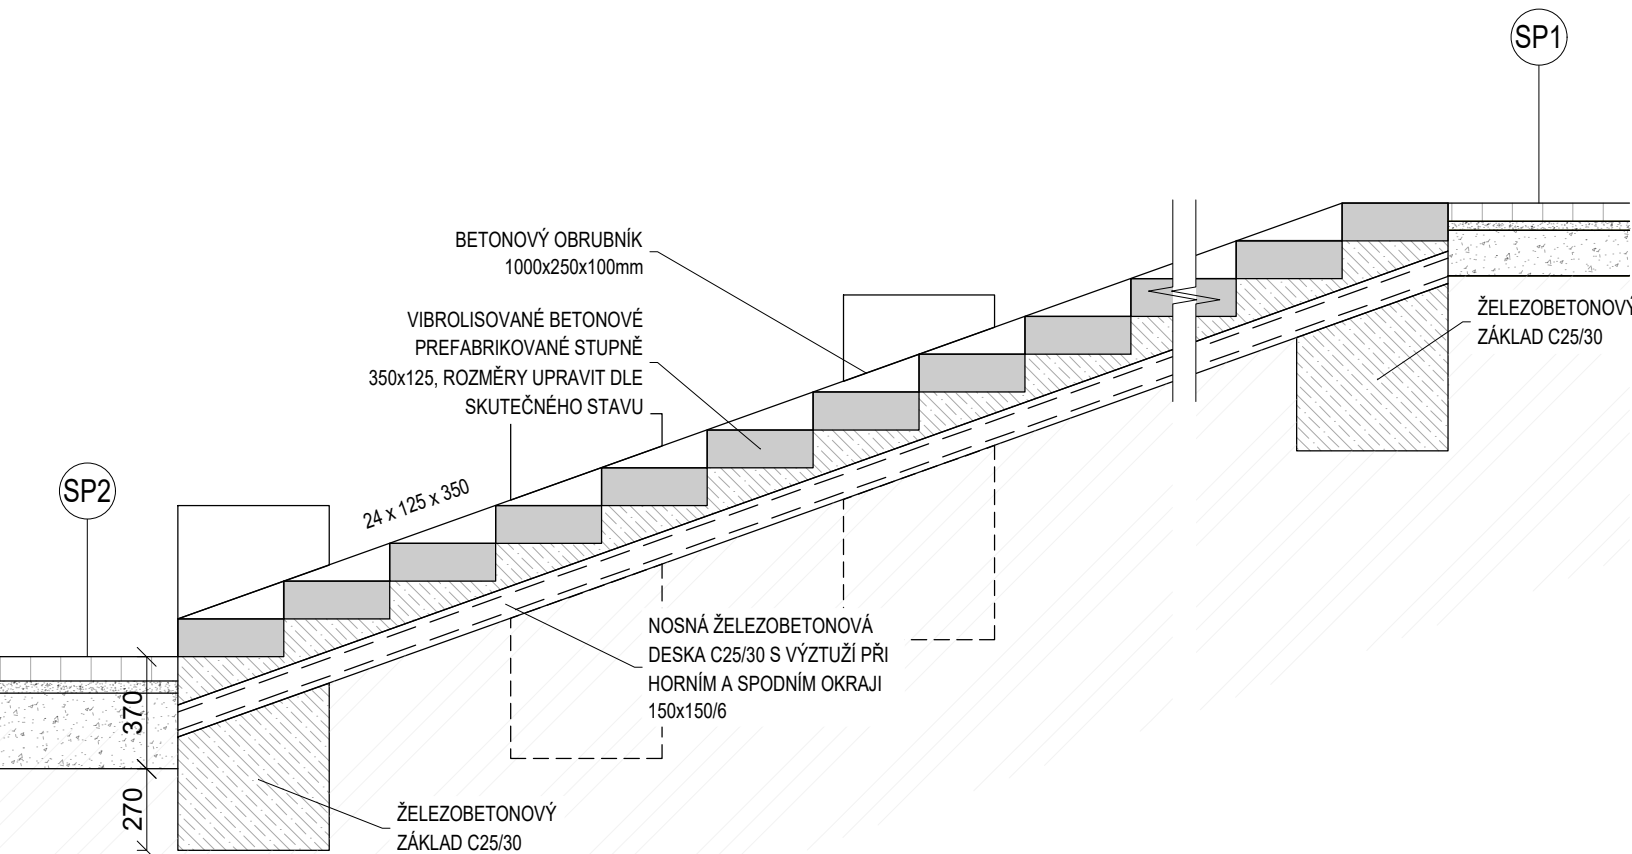 SP1
BETONOVÝ OBRUBNÍK
1000x250x100mm
VIBROLISOVANÉ BETONOVÉ
PREFABRIKOVANÉ STUPNĚ
350x125, ROZMĚRY UPRAVIT DLE
SKUTEČNÉHO STAVU
ŽELEZOBETONOVÝ
ZÁKLAD C25/30
SP2
24 x 125 x 350
NOSNÁ ŽELEZOBETONOVÁ
DESKA C25/30 S VÝZTUŽÍ PŘI
HORNÍM A SPODNÍM OKRAJI
150x150/6
370
270
ŽELEZOBETONOVÝ
ZÁKLAD C25/30